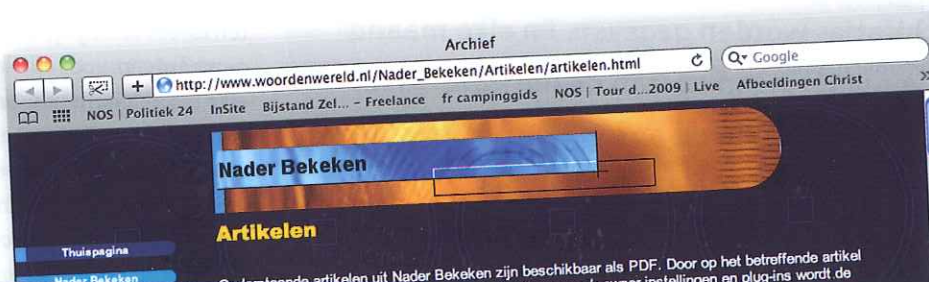 Archief
http://www.woordenwereld.nl/Nader_Bekeken/Artikelen/artikelen.html
Google
NOS | Politiek 24 InSite Bijstand Zel... – Freelance fr campinggids NOS | Tour d...2009 | Live Afbeeldingen Christ
Nader Bekeken
Artikelen
Thuispagina
Nader Bekeken
artikelen uit Nader Bekeken zijn beschikbaar als PDF. Door op het betreffende artikel
instellingen en plug-ins wordt de